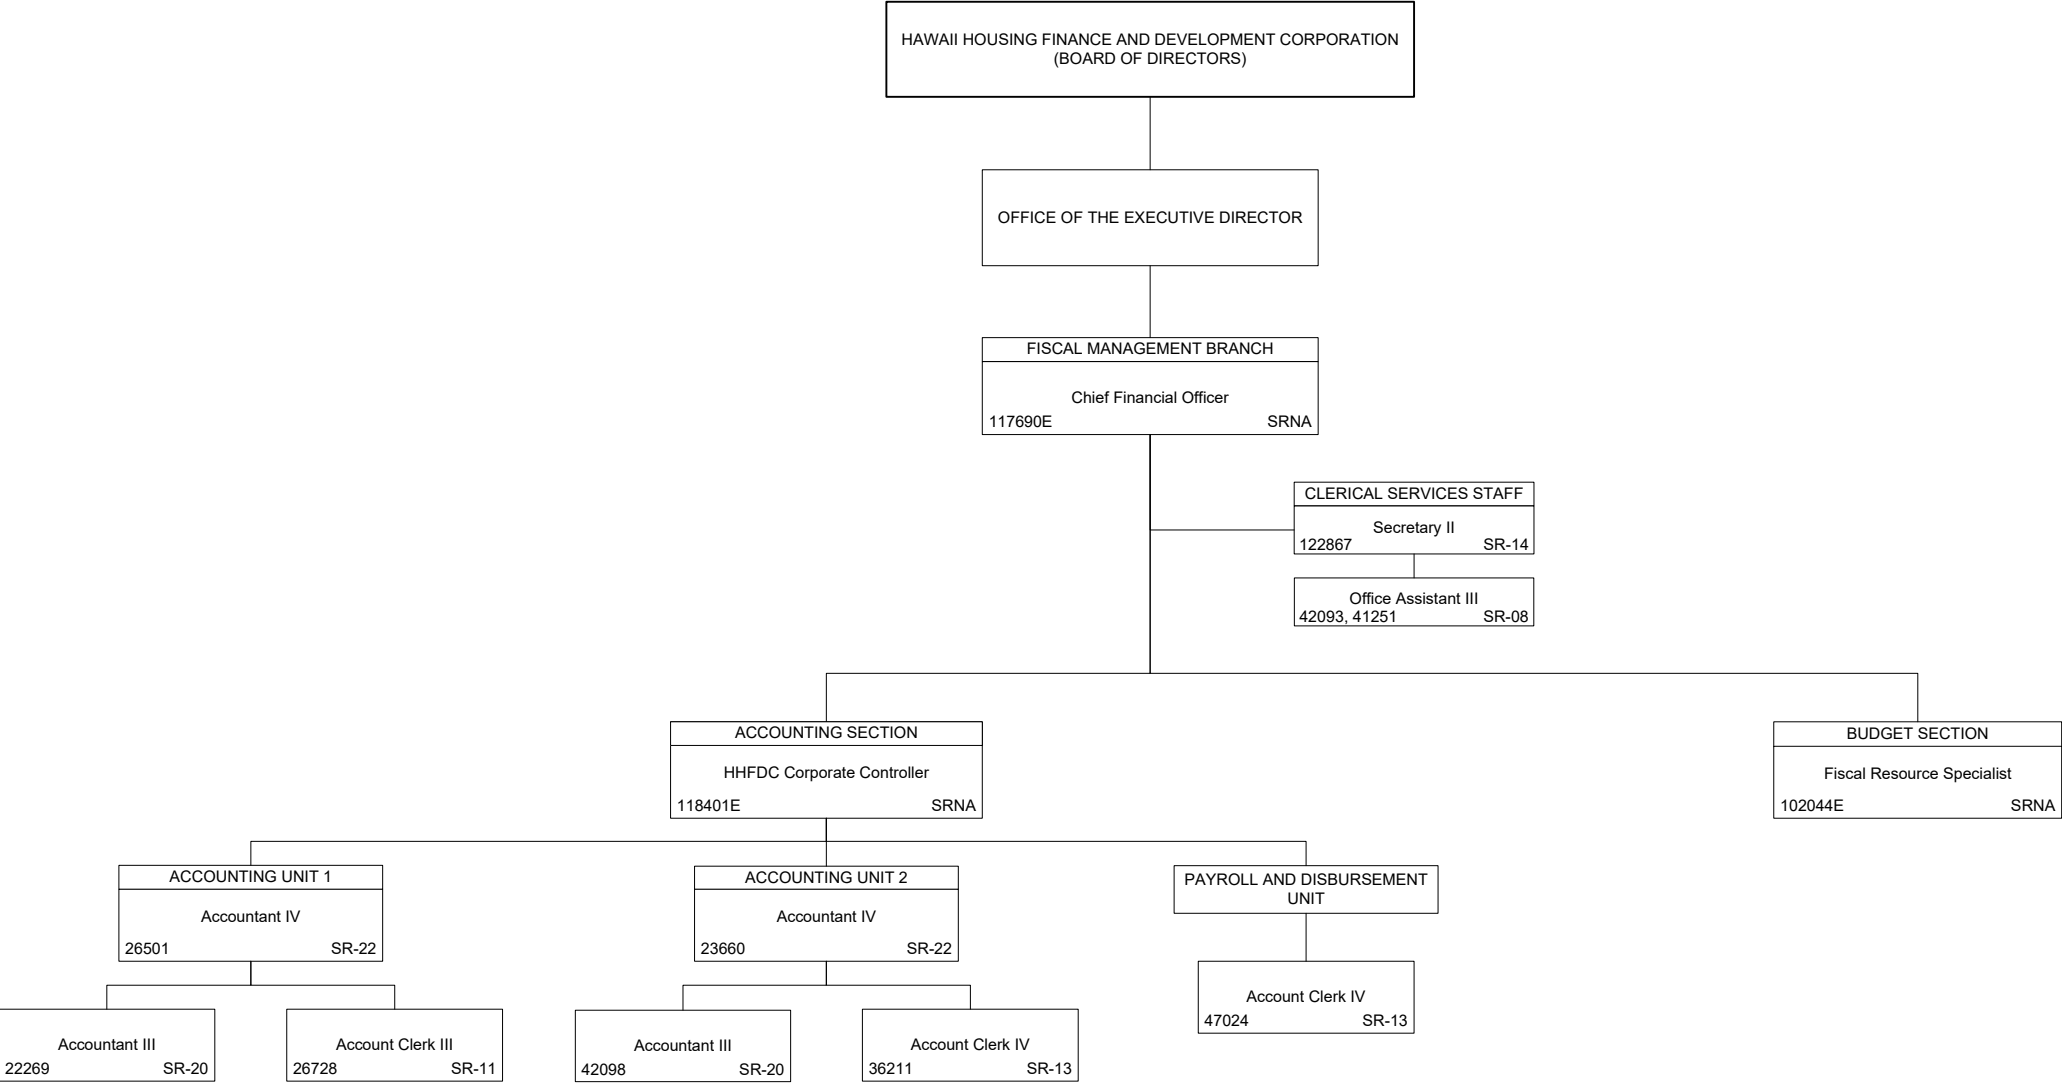 HAWAII HOUSING FINANCE AND DEVELOPMENT CORPORATION
(BOARD OF DIRECTORS)
OFFICE OF THE EXECUTIVE DIRECTOR
FISCAL MANAGEMENT BRANCH
Chief Financial Officer
117690E SRNA
CLERICAL SERVICES STAFF
Secretary II
122867 SR-14
Office Assistant III
42093, 41251 SR-08
ACCOUNTING SECTION
HHFDC Corporate Controller
118401E SRNA
BUDGET SECTION
Fiscal Resource Specialist
102044E SRNA
ACCOUNTING UNIT 1
Accountant IV
26501 SR-22
ACCOUNTING UNIT 2
Accountant IV
23660 SR-22
PAYROLL AND DISBURSEMENT
UNIT
Account Clerk IV
47024 SR-13
Accountant III
22269 SR-20
Account Clerk III
26728 SR-11
Accountant III
42098 SR-20
Account Clerk IV
36211 SR-13